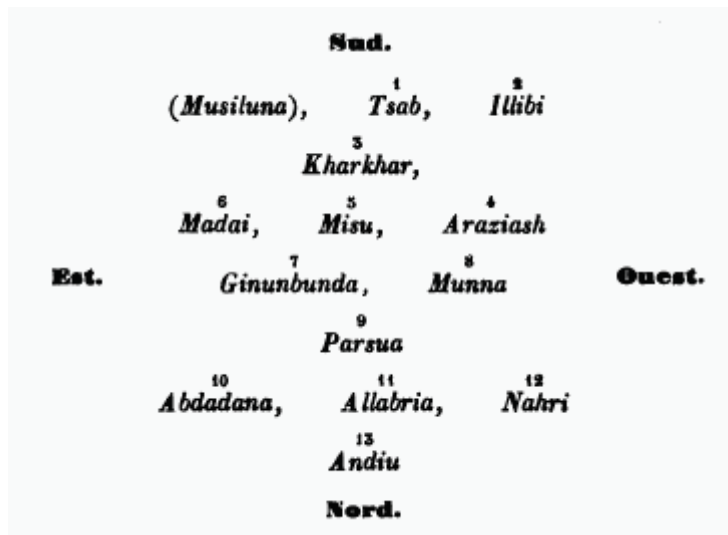 Sud.
1 2
(Musiluna), Tsab, Illibi
3
Kharkhar,
6 5 4
Madai, Misu, Araziash
7 8
Est. Ginunbunda, Munna Ouest.
9
Parsua
10 11 12
Abdadana, Allabria, Nahri
13
Andiu
Nord.